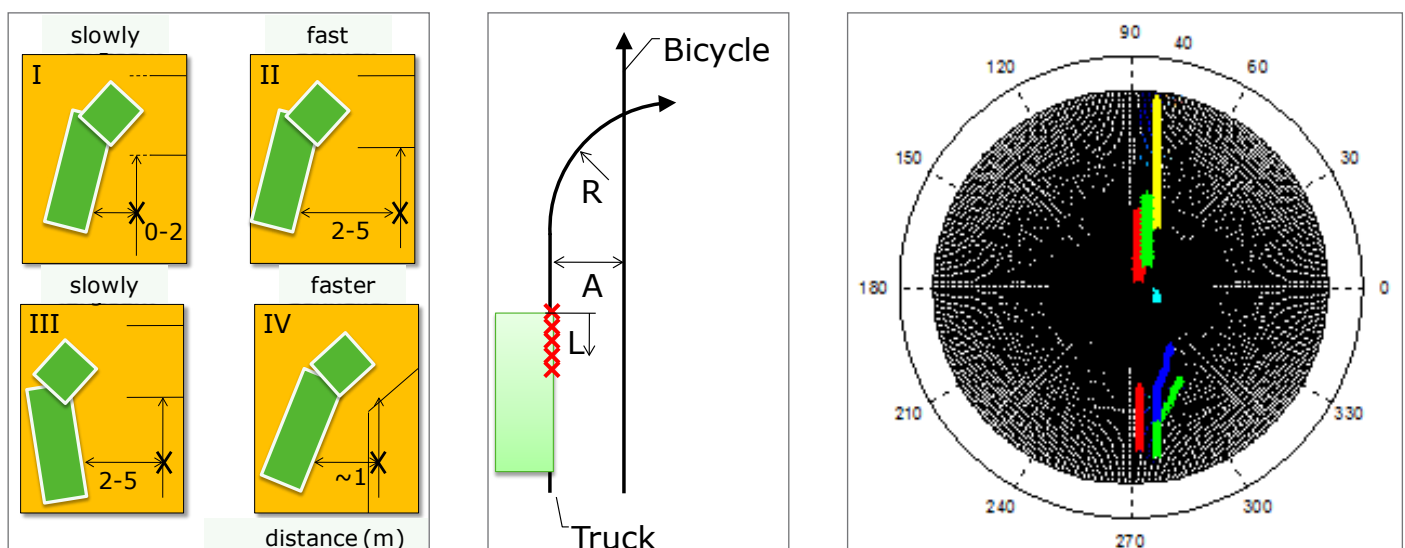 slowly
fast
I
II
0-2
2-5
slowly
faster
III
IV
2-5
~1
distance (m)
Bicycle
R
A
L
Truck
90
40
120
60
150
30
180
0
210
330
240
300
270